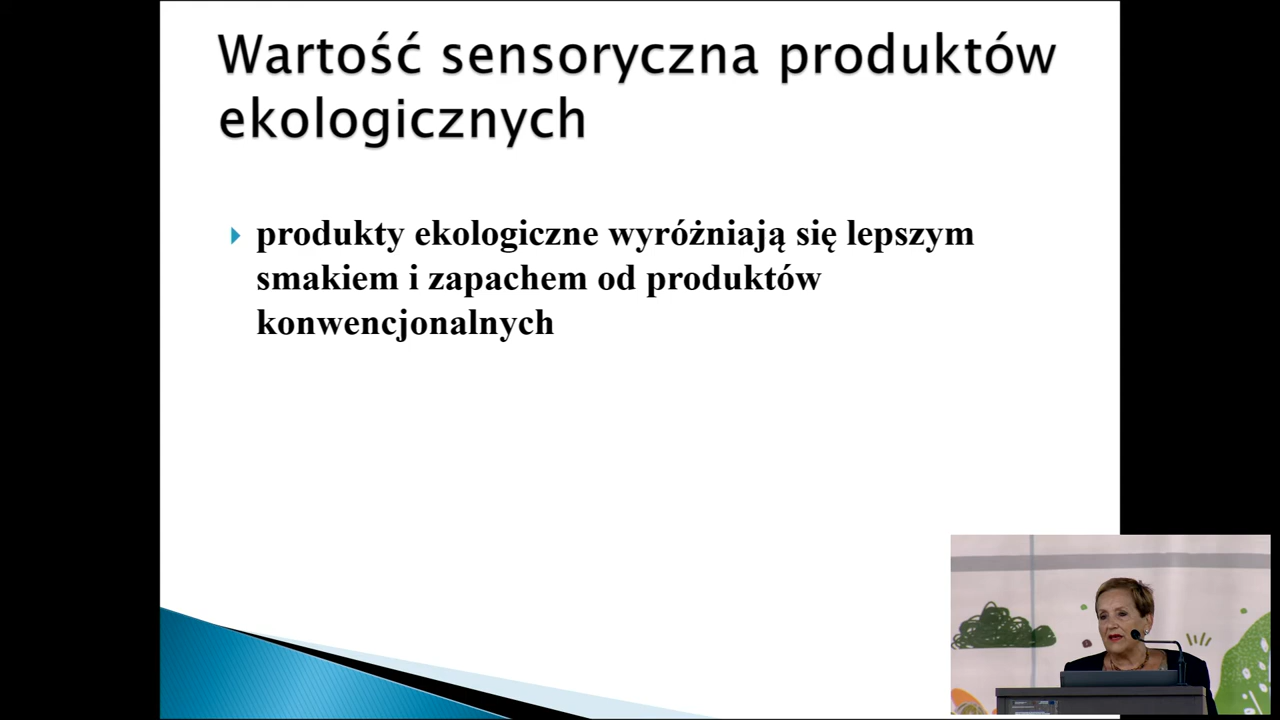 Wartość sensoryczna produktów
ekologicznych
produkty ekologiczne wyróżniają się lepszym
smakiem i zapachem od produktów
konwencjonalnych